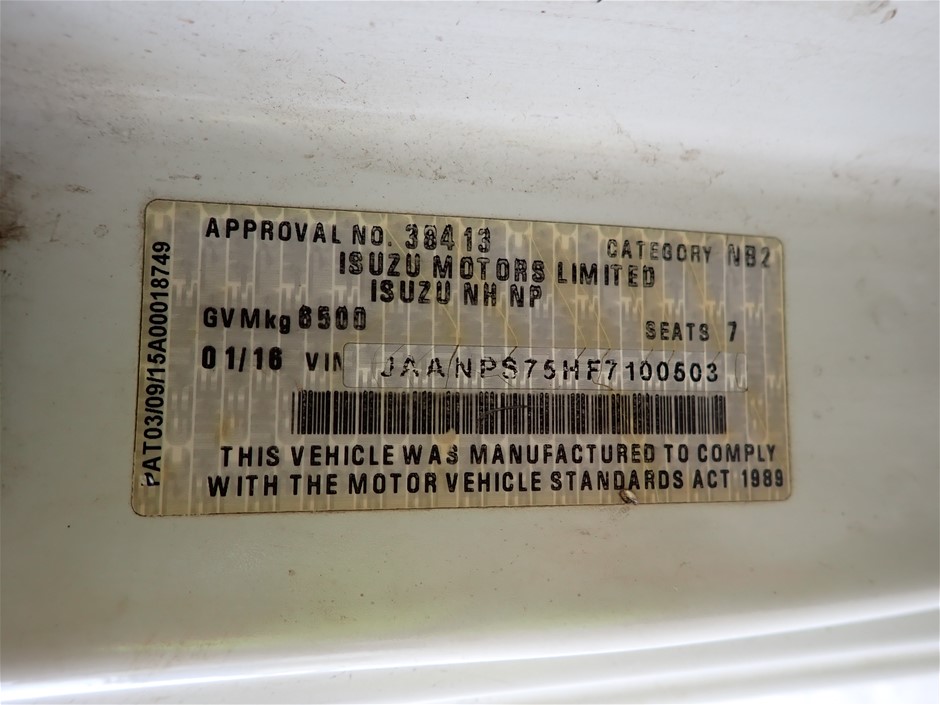 APPROVAL NO. 38413 CATEGORY NB2
ISUZU MOTORS LIMITED
ISUZU NH NP
GVMkg 6500 SEATS 7
01/16 VIN JAANPS75HF7100503
THIS VEHICLE WAS MANUFACTURED TO COMPLY
WITH THE MOTOR VEHICLE STANDARDS ACT 1989
PAT03/09/15A00018749